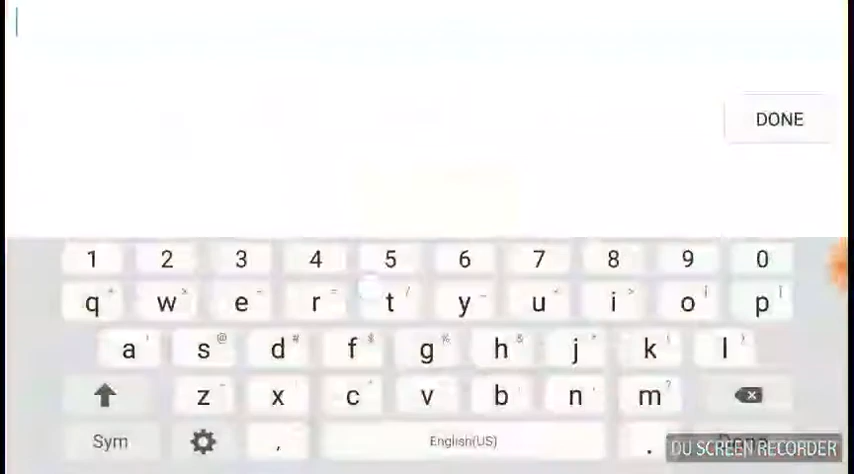 DONE
1 2 3 4 5 6 7 8 9 0
q w e r t y u i o p
a s d f g h j k l
z x c v b n m
Sym , English(US) .
DU SCREEN RECORDER